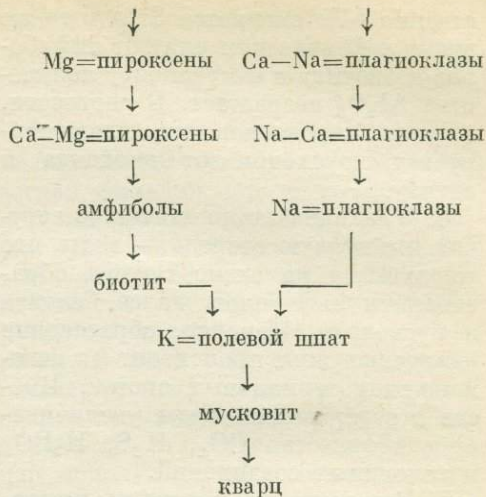 Mg=пироксены Ca—Na=плагиоклазы
Ca—Mg=пироксены Na—Ca=плагиоклазы
амфиболы Na=плагиоклазы
биотит
K=полевой шпат
мусковит
кварц